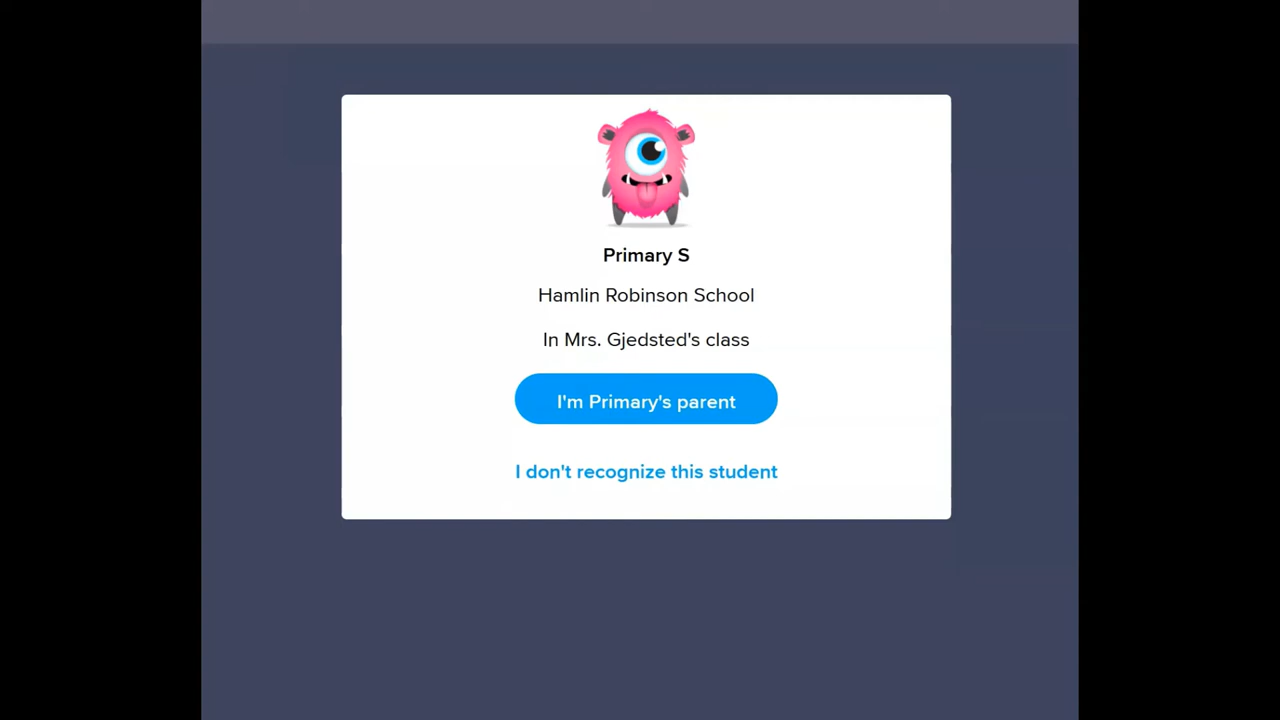 Primary S
Hamlin Robinson School
In Mrs. Gjedsted's class
I'm Primary's parent
I don't recognize this student